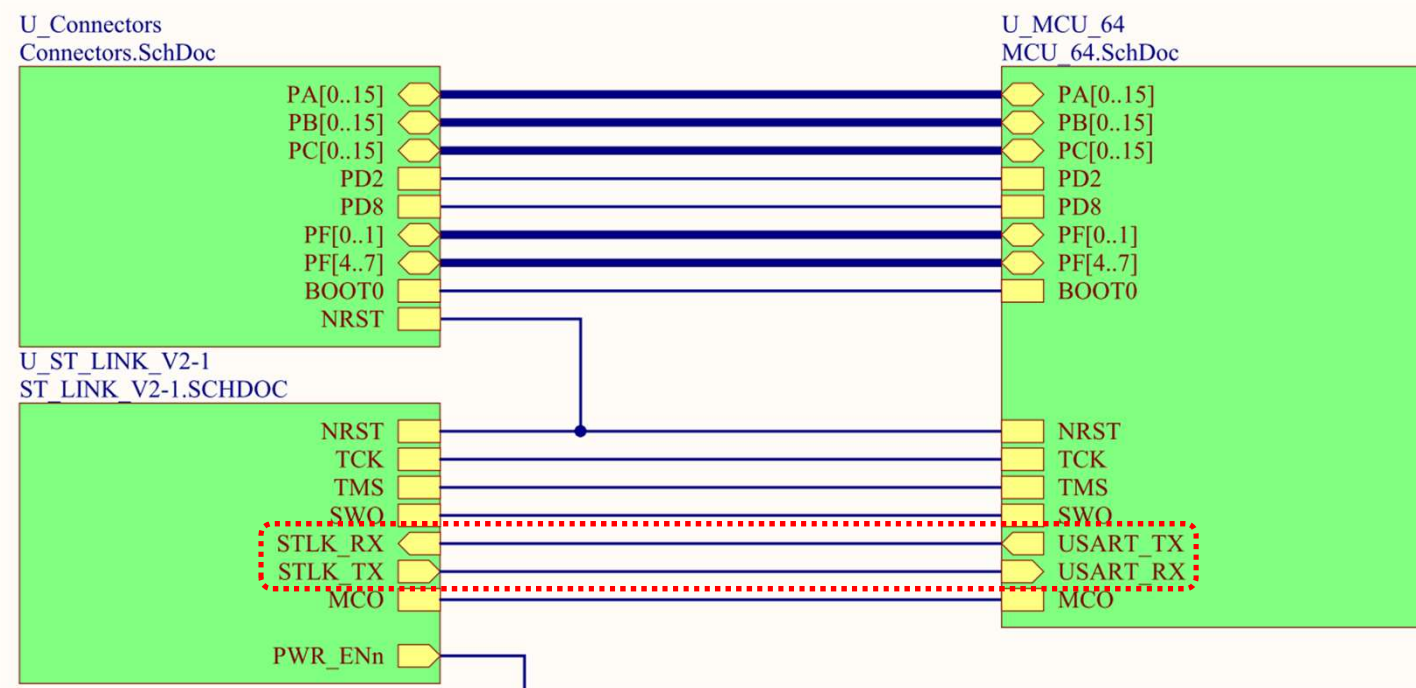 U_Connectors
Connectors.SchDoc
PA[0..15]
PB[0..15]
PC[0..15]
PD2
PD8
PF[0..1]
PF[4..7]
BOOT0
NRST
U_ST_LINK_V2-1
ST_LINK_V2-1.SCHDOC
NRST
TCK
TMS
SWO
STLK_RX
STLK_TX
MCO
PWR_ENn
U_MCU_64
MCU_64.SchDoc
PA[0..15]
PB[0..15]
PC[0..15]
PD2
PD8
PF[0..1]
PF[4..7]
BOOT0
NRST
TCK
TMS
SWO
USART_TX
USART_RX
MCO